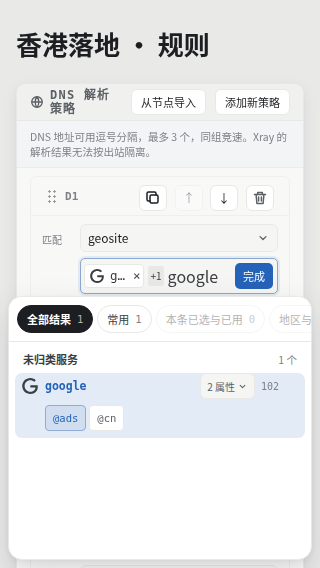 香港落地 · 规则
DNS 解析
策略
从节点导入
添加新策略
DNS 地址可用逗号分隔，最多 3 个，同组竞速。Xray 的
解析结果无法按出站隔离。
D1
匹配
geosite
g… × +1 google 完成
全部结果 1
常用 1
本条已选与已用 0
地区与
未归类服务
1 个
google
2 属性
102
@ads
@cn